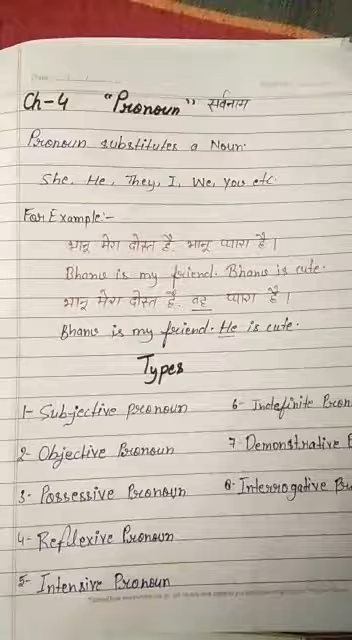 Ch-4 "Pronoun" सर्वनाम
Pronoun substitutes a Noun.
She, He, They, I, We, you etc.
For Example:-
भानू मेरा दोस्त है. भानू प्यारा है।
Bhanu is my friend. Bhanu is cute.
भानू मेरा दोस्त है. वह प्यारा है।
Bhanu is my friend. He is cute.
Types
1- Subjective pronoun
2- Objective Pronoun
3- Possessive Pronoun
4- Reflexive Pronoun
5- Intensive Pronoun
6- Indefinite Pron
7- Demonstrative P
8- Interrogative Pr